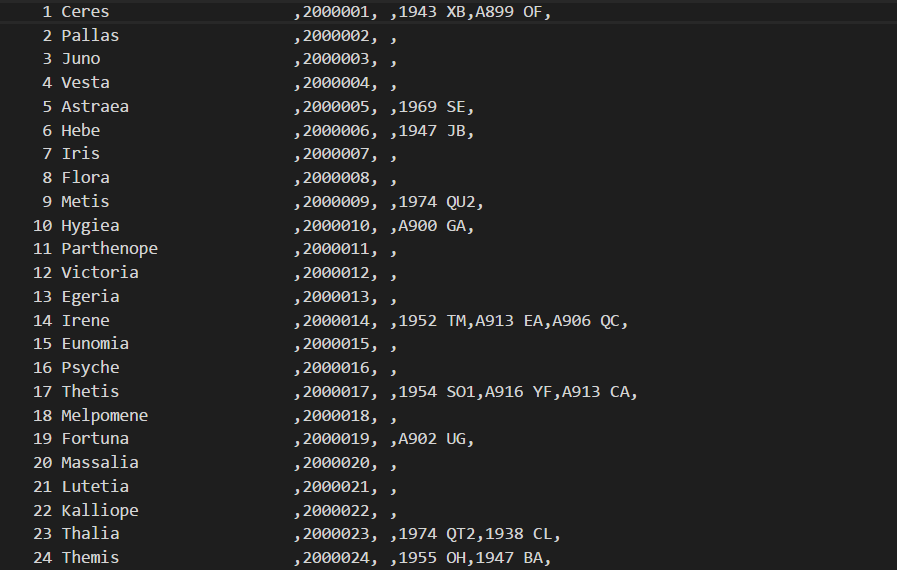 1 Ceres                   ,2000001, ,1943 XB,A899 OF,
2 Pallas                  ,2000002, ,
3 Juno                    ,2000003, ,
4 Vesta                   ,2000004, ,
5 Astraea                 ,2000005, ,1969 SE,
6 Hebe                    ,2000006, ,1947 JB,
7 Iris                    ,2000007, ,
8 Flora                   ,2000008, ,
9 Metis                   ,2000009, ,1974 QU2,
10 Hygiea                  ,2000010, ,A900 GA,
11 Parthenope              ,2000011, ,
12 Victoria                ,2000012, ,
13 Egeria                  ,2000013, ,
14 Irene                   ,2000014, ,1952 TM,A913 EA,A906 QC,
15 Eunomia                 ,2000015, ,
16 Psyche                  ,2000016, ,
17 Thetis                  ,2000017, ,1954 SO1,A916 YF,A913 CA,
18 Melpomene               ,2000018, ,
19 Fortuna                 ,2000019, ,A902 UG,
20 Massalia                ,2000020, ,
21 Lutetia                 ,2000021, ,
22 Kalliope                ,2000022, ,
23 Thalia                  ,2000023, ,1974 QT2,1938 CL,
24 Themis                  ,2000024, ,1955 OH,1947 BA,